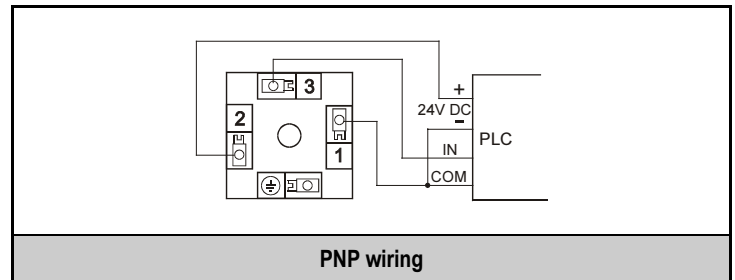 3
2
1
+
24V DC
–
PLC
IN
COM
PNP wiring